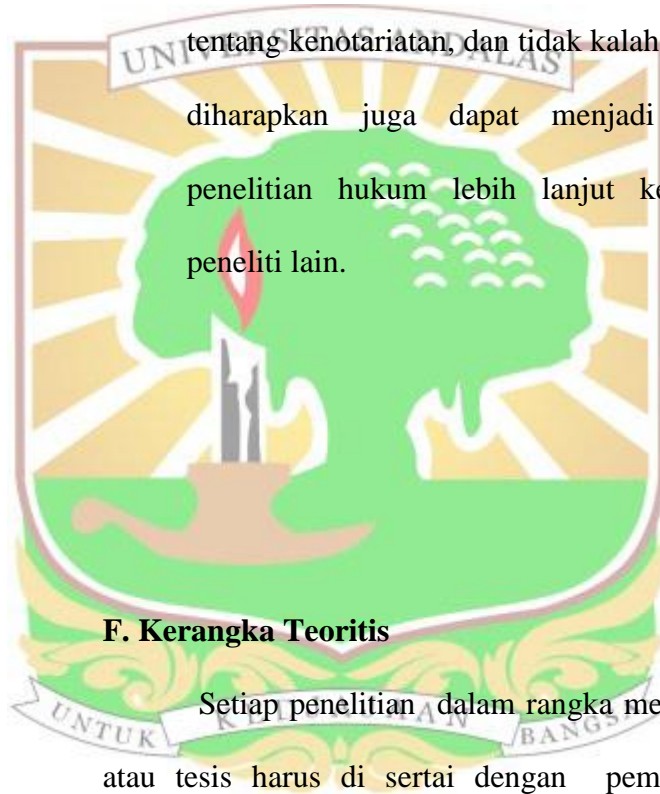 UNIVERSITAS ANDALAS
tentang kenotariatan, dan tidak kalah
diharapkan juga dapat menjadi
penelitian hukum lebih lanjut
peneliti lain.
F. Kerangka Teoritis
Setiap penelitian dalam rangka
UNTUK KEDJAJAAN BANGSA
atau tesis harus di sertai dengan